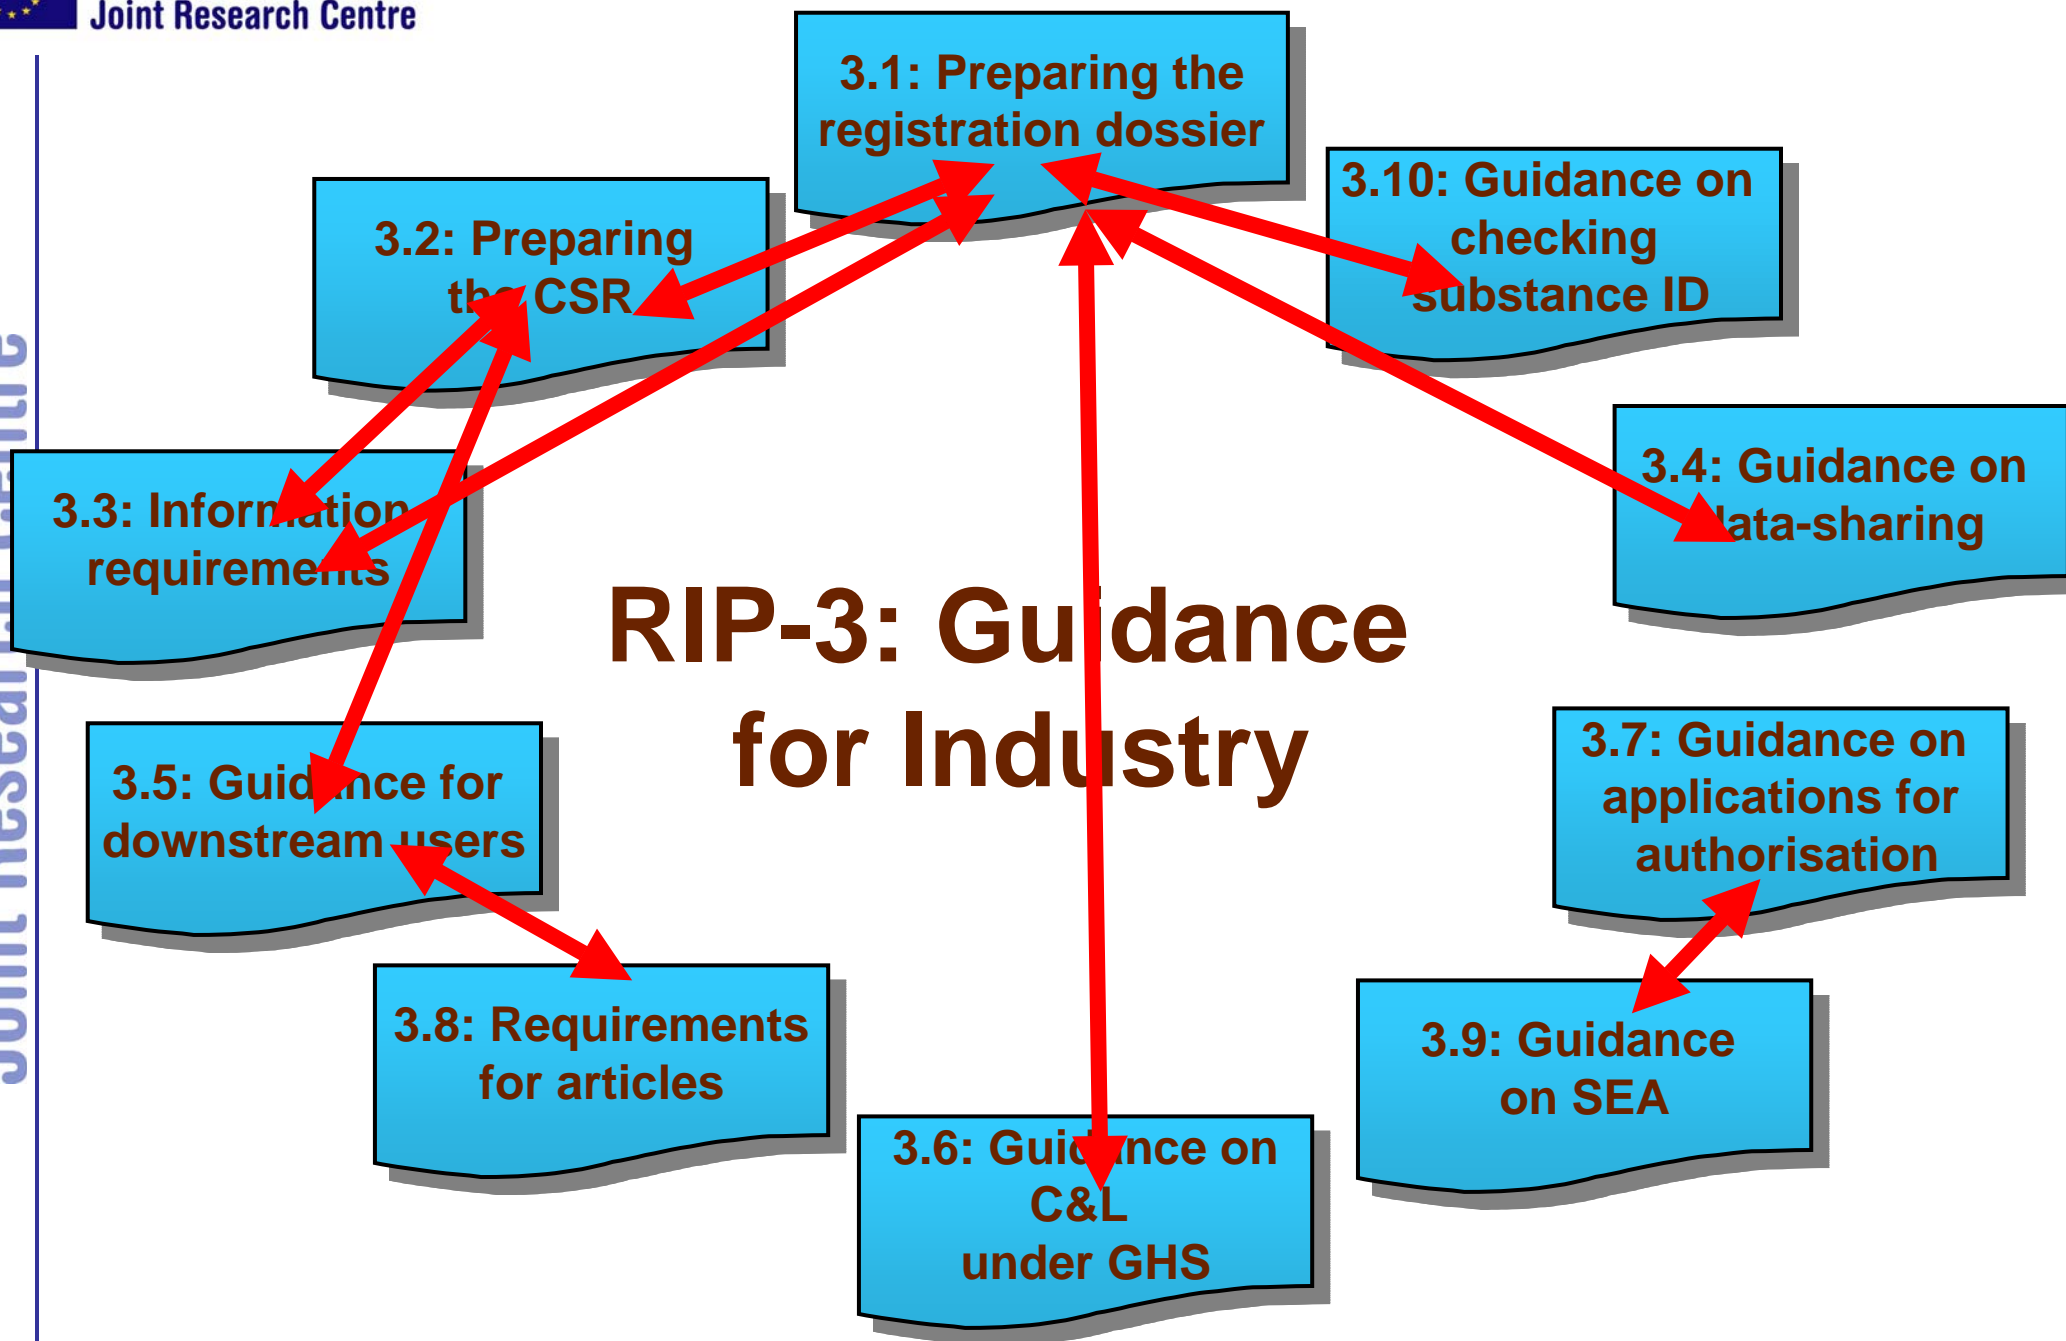 Joint Research Centre
3.1: Preparing the
registration dossier
3.10: Guidance on
checking
substance ID
3.2: Preparing
the CSR
3.3: Information
requirements
3.4: Guidance on
data-sharing
RIP-3: Guidance
for Industry
3.5: Guidance for
downstream users
3.7: Guidance on
applications for
authorisation
3.8: Requirements
for articles
3.9: Guidance
on SEA
3.6: Guidance on
C&L
under GHS
Joint Research Centre